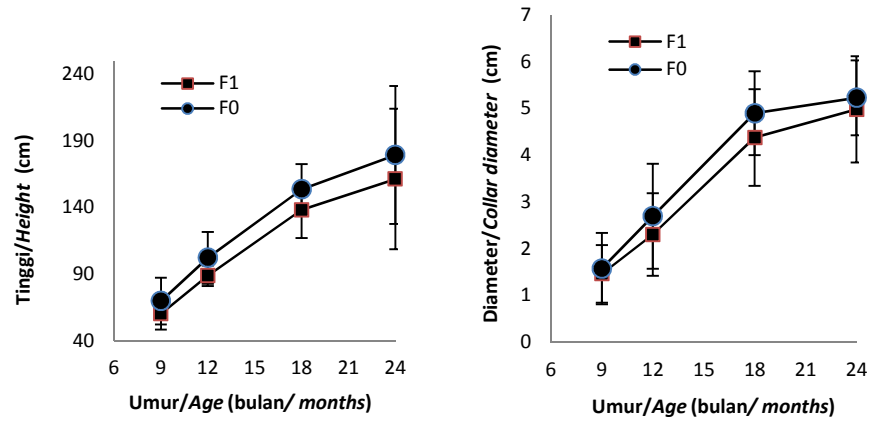 240
190
140
90
40
Tinggi/Height (cm)
F1
F0
6 9 12 15 18 21 24
Umur/Age (bulan/ months)
7
6
5
4
3
2
1
0
Diameter/Collar diameter (cm)
F1
F0
6 9 12 15 18 21 24
Umur/Age (bulan/ months)